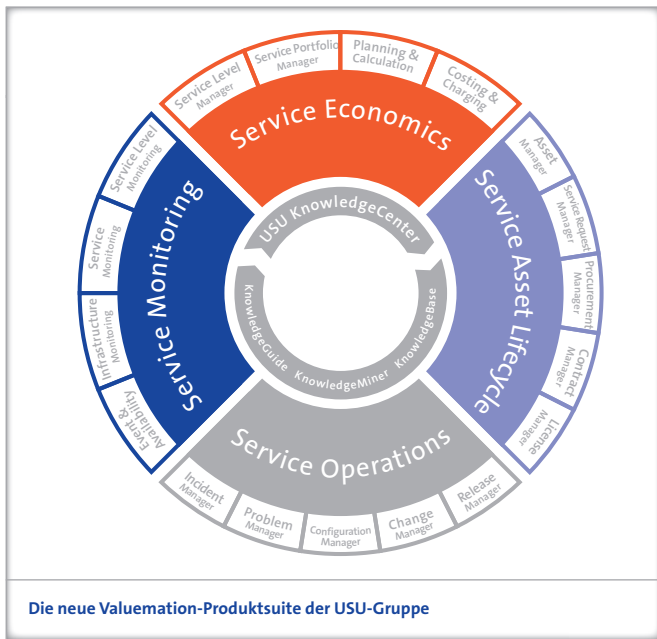 Service Level
Manager
Service Portfolio
Manager
Planning &
Calculation
Costing &
Charging
Service Economics
Asset
Manager
Service Request
Manager
Procurement
Manager
Contract
Manager
License
Manager
Service Asset Lifecycle
Release
Manager
Change
Manager
Configuration
Manager
Problem
Manager
Incident
Manager
Service Operations
Event &
Availability
Infrastructure
Monitoring
Service
Monitoring
Service Level
Monitoring
Service Monitoring
USU KnowledgeCenter
KnowledgeGuide KnowledgeMiner KnowledgeBase
Die neue Valuemation-Produktsuite der USU-Gruppe